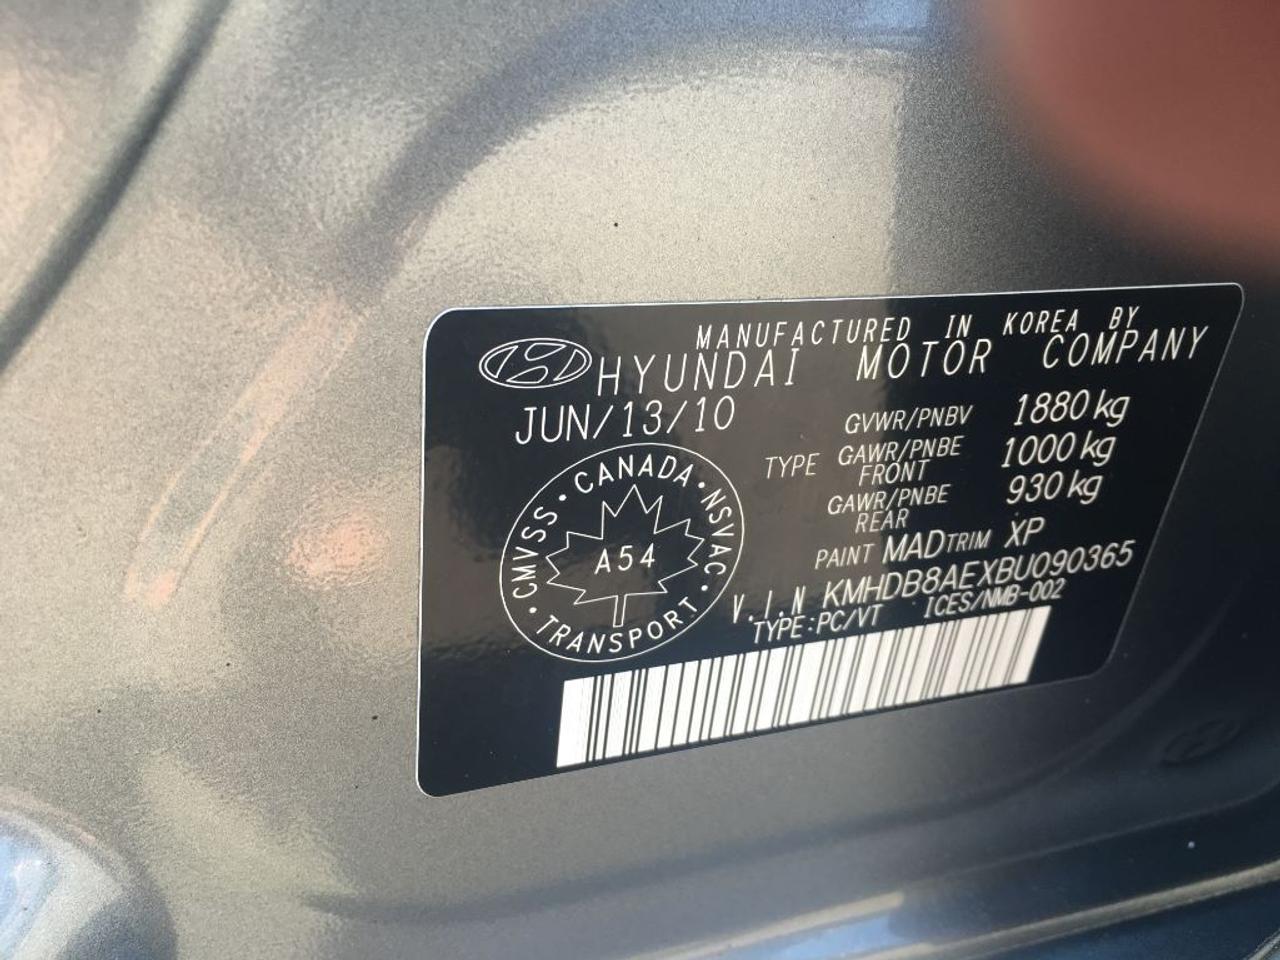 MANUFACTURED IN KOREA BY
HYUNDAI MOTOR COMPANY
JUN/13/10
GVWR/PNBV 1880 kg
TYPE GAWR/PNBE FRONT 1000 kg
GAWR/PNBE REAR 930 kg
PAINT MAD TRIM XP
V.I.N KMHDB8AEXBU090365
TYPE:PC/VT ICES/NMB-002
CANADA · NSVAC · TRANSPORT · CMVSS ·
A54